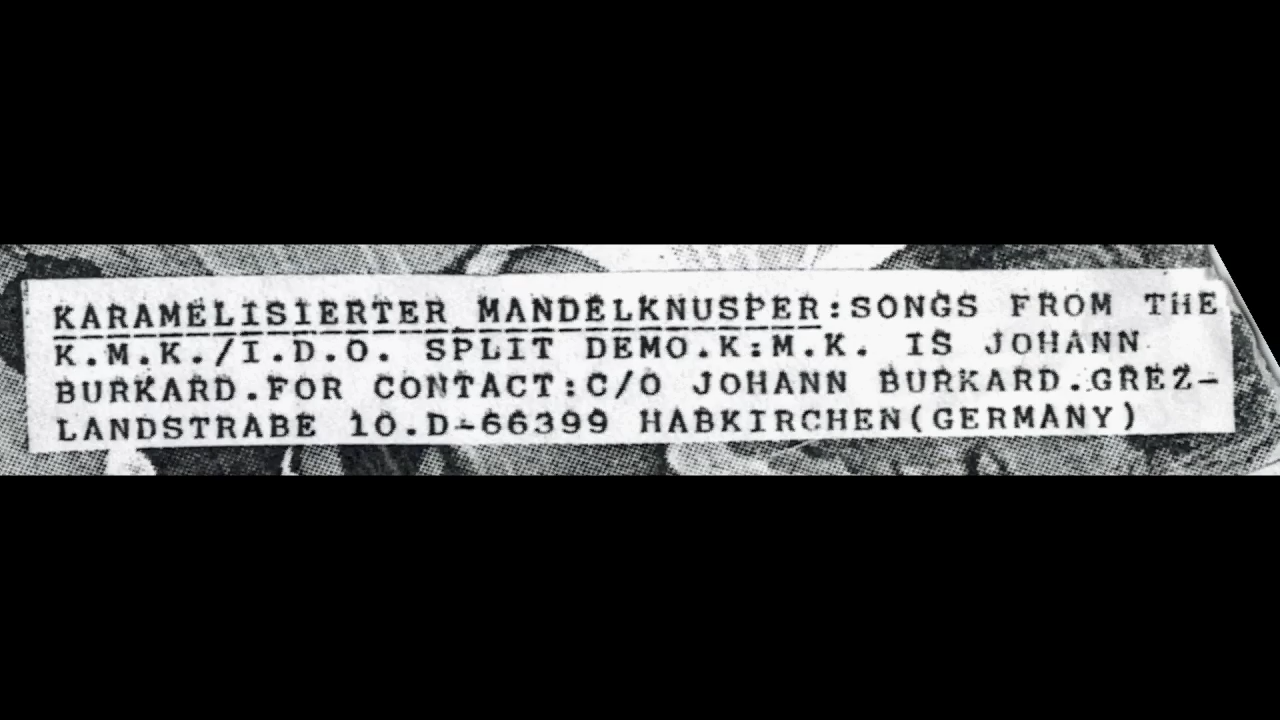 KARAMELISIERTER MANDELKNUSPER:SONGS FROM THE
K.M.K./I.D.O. SPLIT DEMO.K:M.K. IS JOHANN
BURKARD.FOR CONTACT:C/O JOHANN BURKARD.GREZ-
LANDSTRABE 10.D-66399 HABKIRCHEN(GERMANY)